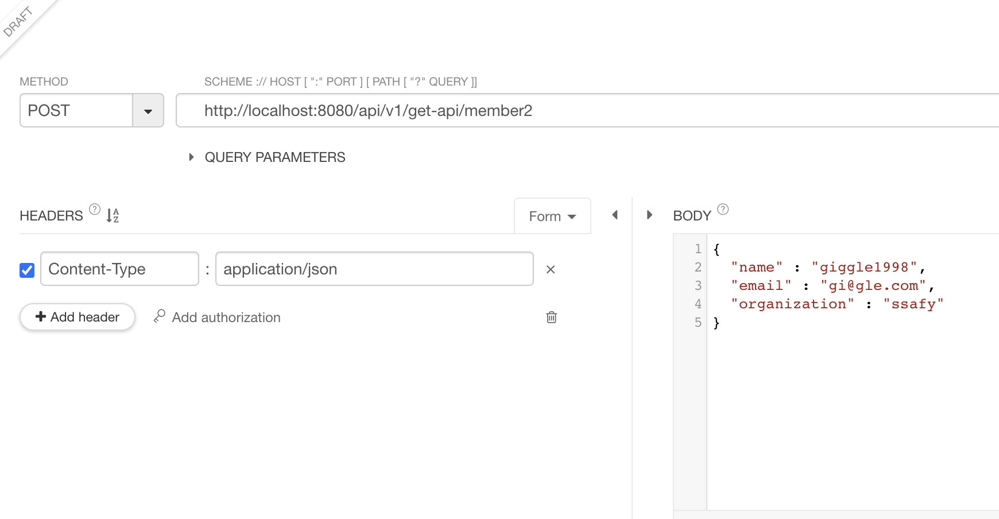 DRAFT
METHOD
SCHEME :// HOST [ ":" PORT ] [ PATH [ "?" QUERY ]]
POST
http://localhost:8080/api/v1/get-api/member2
QUERY PARAMETERS
HEADERS ? A Z
Form
BODY ?
Content-Type : application/json ×
+ Add header
Add authorization
1 {
2 "name" : "giggle1998",
3 "email" : "gi@gle.com",
4 "organization" : "ssafy"
5 }